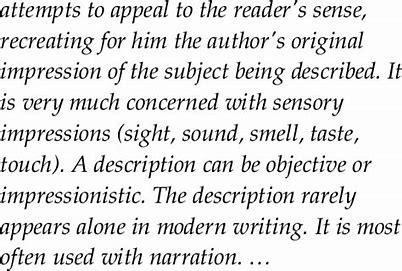 attempts to appeal to the reader's sense,
recreating for him the author's original
impression of the subject being described. It
is very much concerned with sensory
impressions (sight, sound, smell, taste,
touch). A description can be objective or
impressionistic. The description rarely
appears alone in modern writing. It is most
often used with narration. …